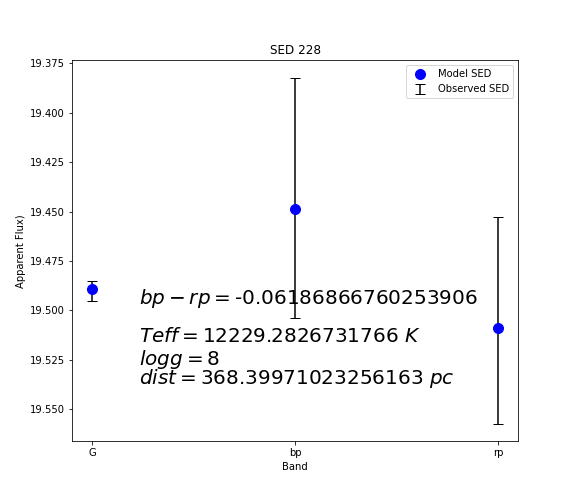 SED 228
Model SED
Observed SED
19.375
19.400
19.425
19.450
19.475
19.500
19.525
19.550
Apparent Flux)
bp − rp = -0.06186866760253906
Teff = 12229.2826731766 K
logg = 8
dist = 368.39971023256163 pc
G
bp
rp
Band